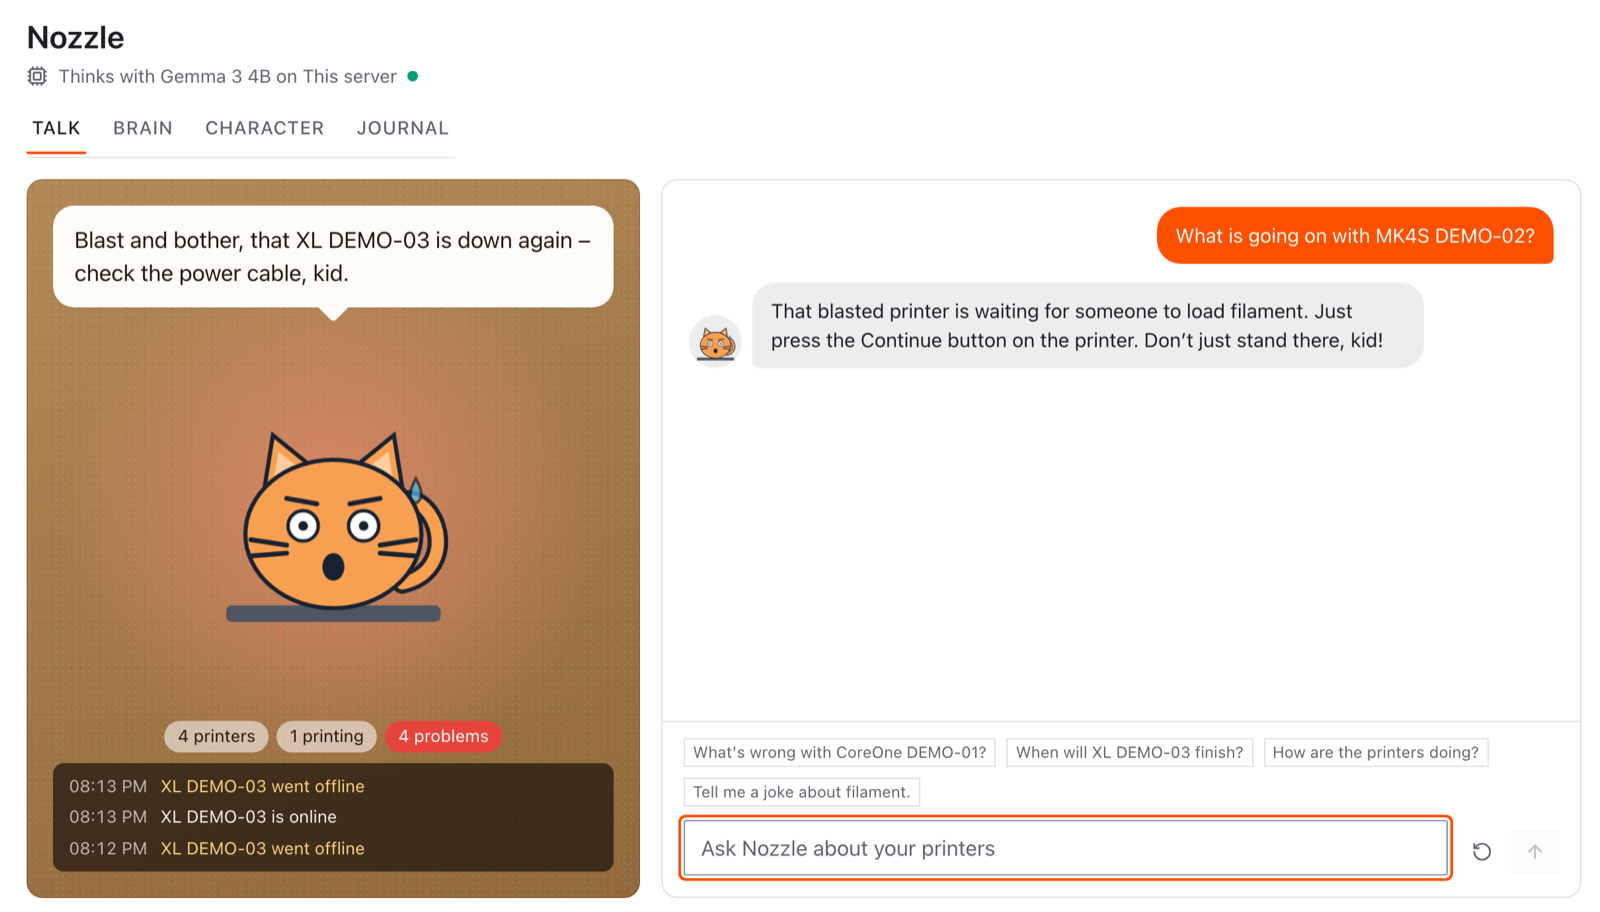 Nozzle
Thinks with Gemma 3 4B on This server
TALK BRAIN CHARACTER JOURNAL
Blast and bother, that XL DEMO-03 is down again –
check the power cable, kid.
4 printers 1 printing 4 problems
08:13 PM XL DEMO-03 went offline
08:13 PM XL DEMO-03 is online
08:12 PM XL DEMO-03 went offline
What is going on with MK4S DEMO-02?
That blasted printer is waiting for someone to load filament. Just
press the Continue button on the printer. Don’t just stand there, kid!
What's wrong with CoreOne DEMO-01? When will XL DEMO-03 finish? How are the printers doing?
Tell me a joke about filament.
Ask Nozzle about your printers